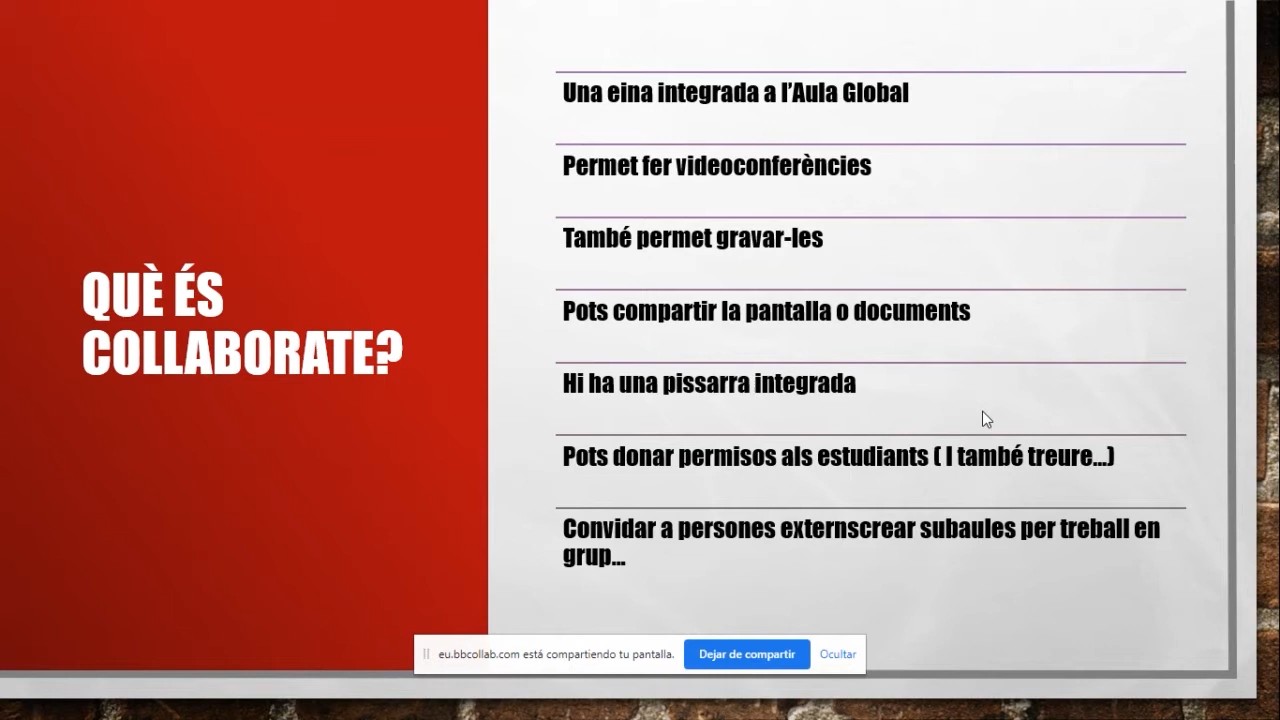 QUÈ ÉS
COLLABORATE?
Una eina integrada a l’Aula Global
Permet fer videoconferències
També permet gravar-les
Pots compartir la pantalla o documents
Hi ha una pissarra integrada
Pots donar permisos als estudiants ( I també treure...)
Convidar a persones externscrear subaules per treball en
grup...
eu.bbcollab.com está compartiendo tu pantalla.
Dejar de compartir
Ocultar